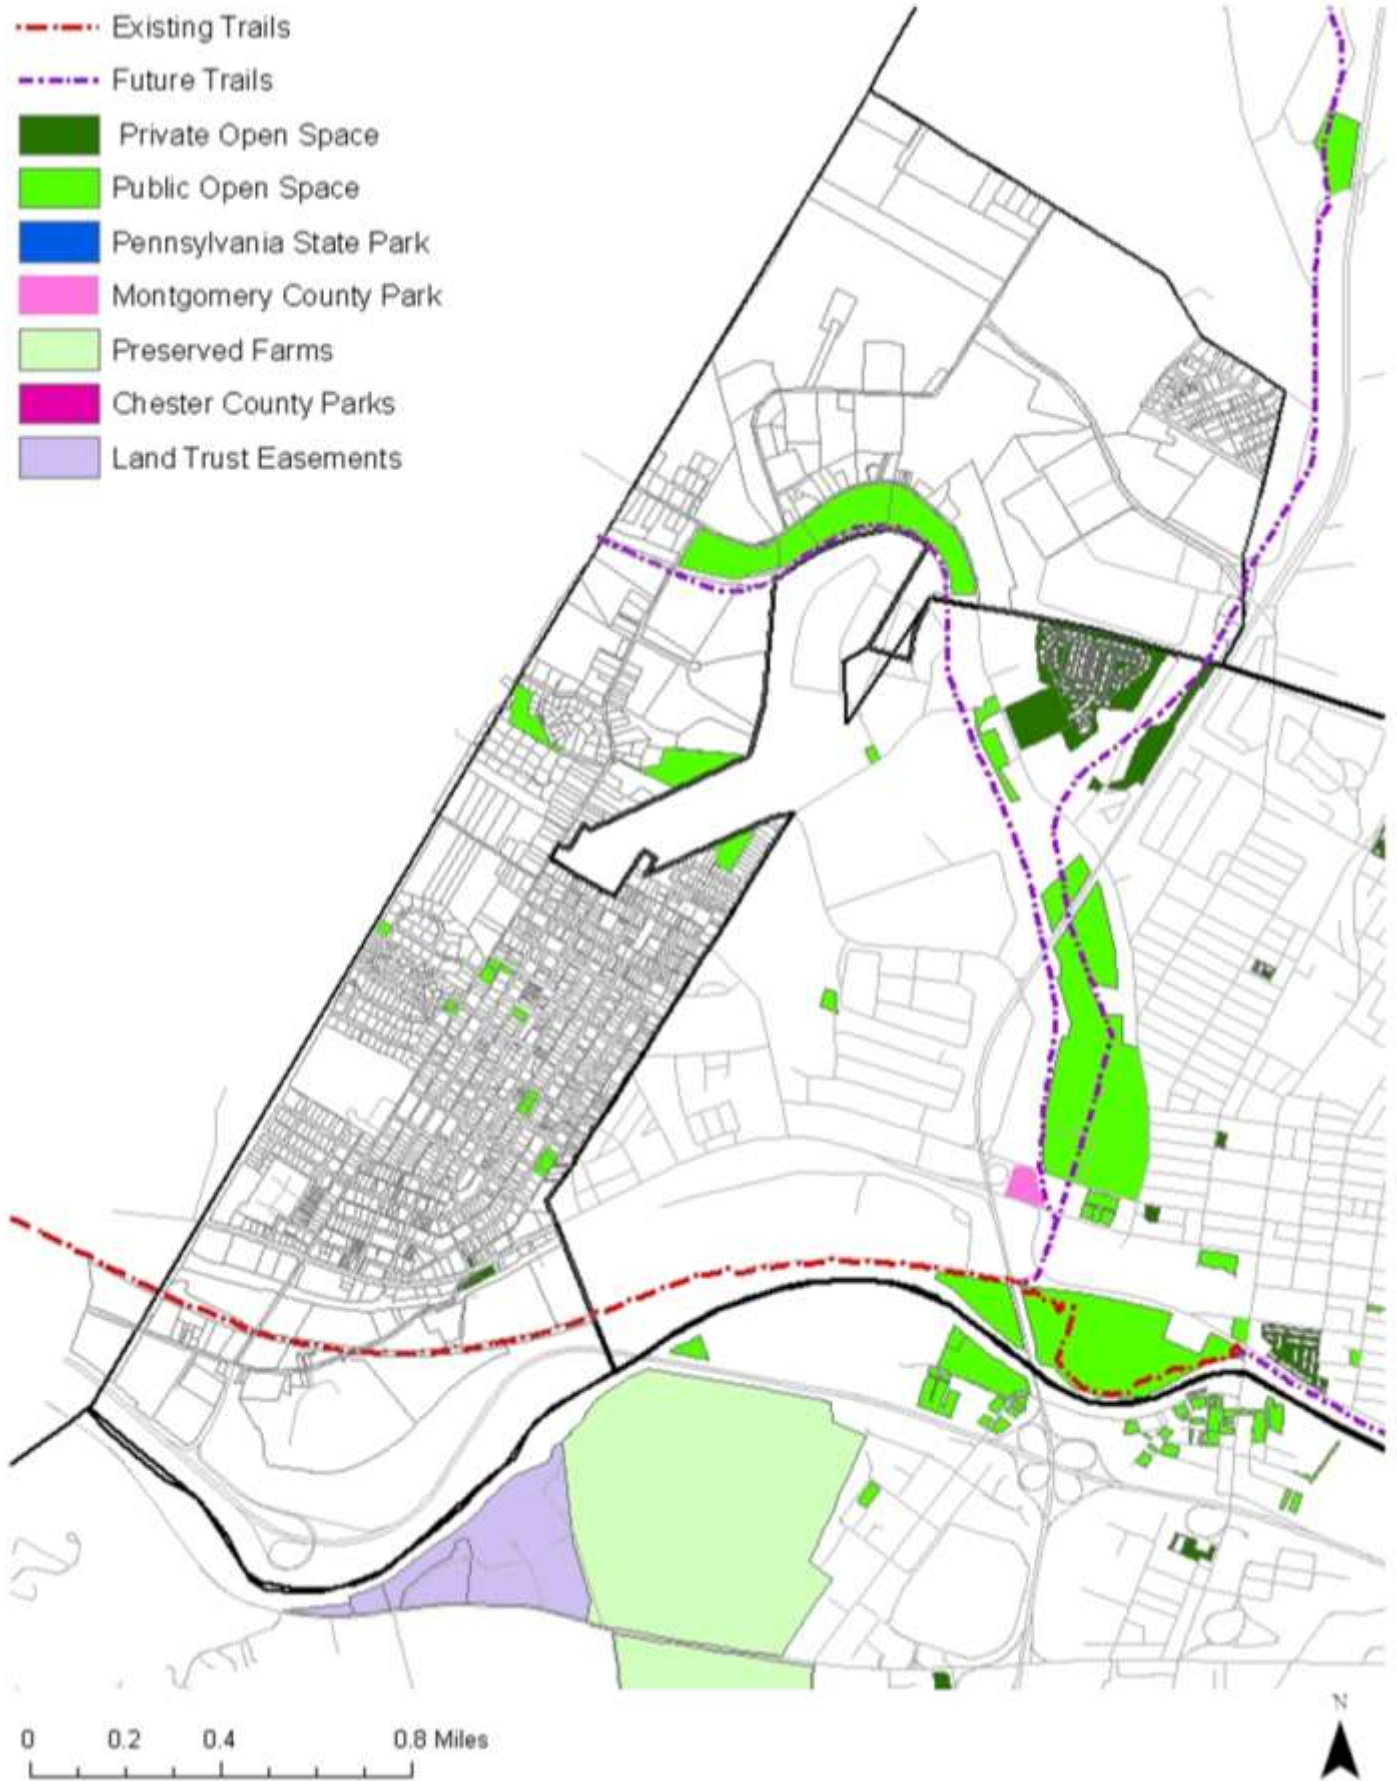 Existing Trails
Future Trails
Private Open Space
Public Open Space
Pennsylvania State Park
Montgomery County Park
Preserved Farms
Chester County Parks
Land Trust Easements
N
0 0.2 0.4 0.8 Miles